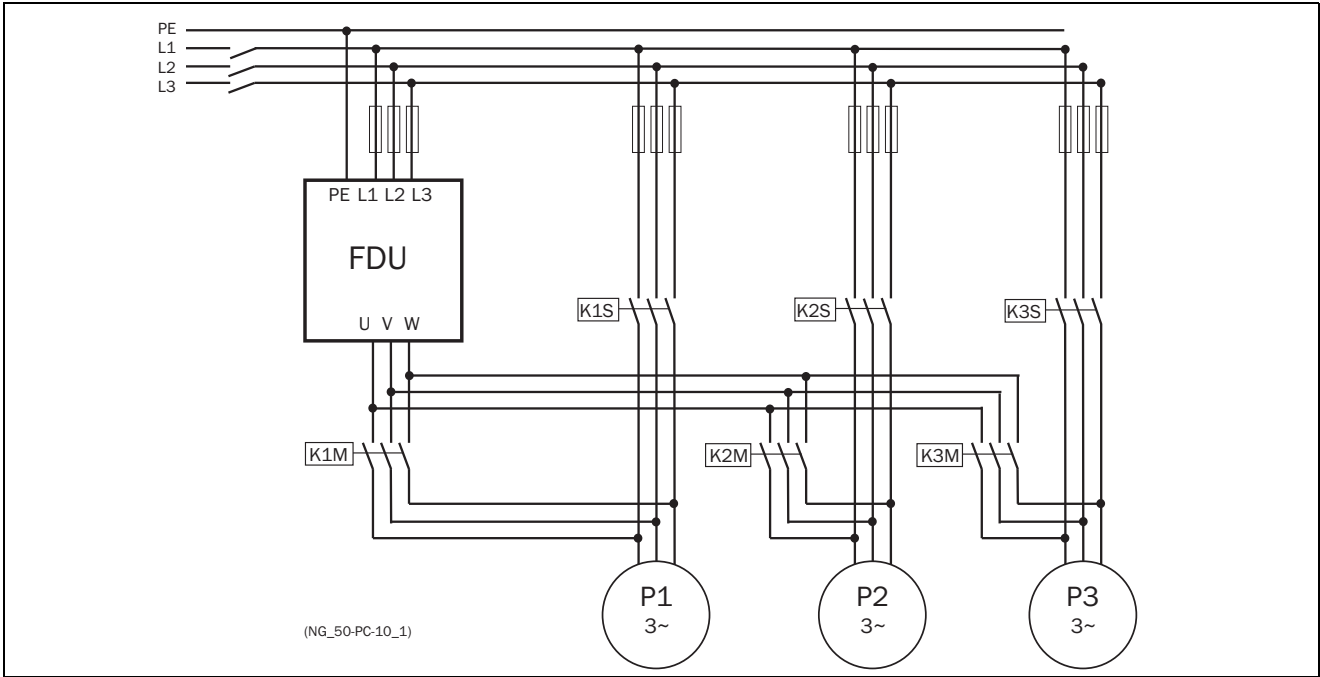 PE
L1
L2
L3
PE L1 L2 L3
FDU
U V W
K1S
K2S
K3S
K1M
K2M
K3M
P1
3~
P2
3~
P3
3~
(NG_50-PC-10_1)